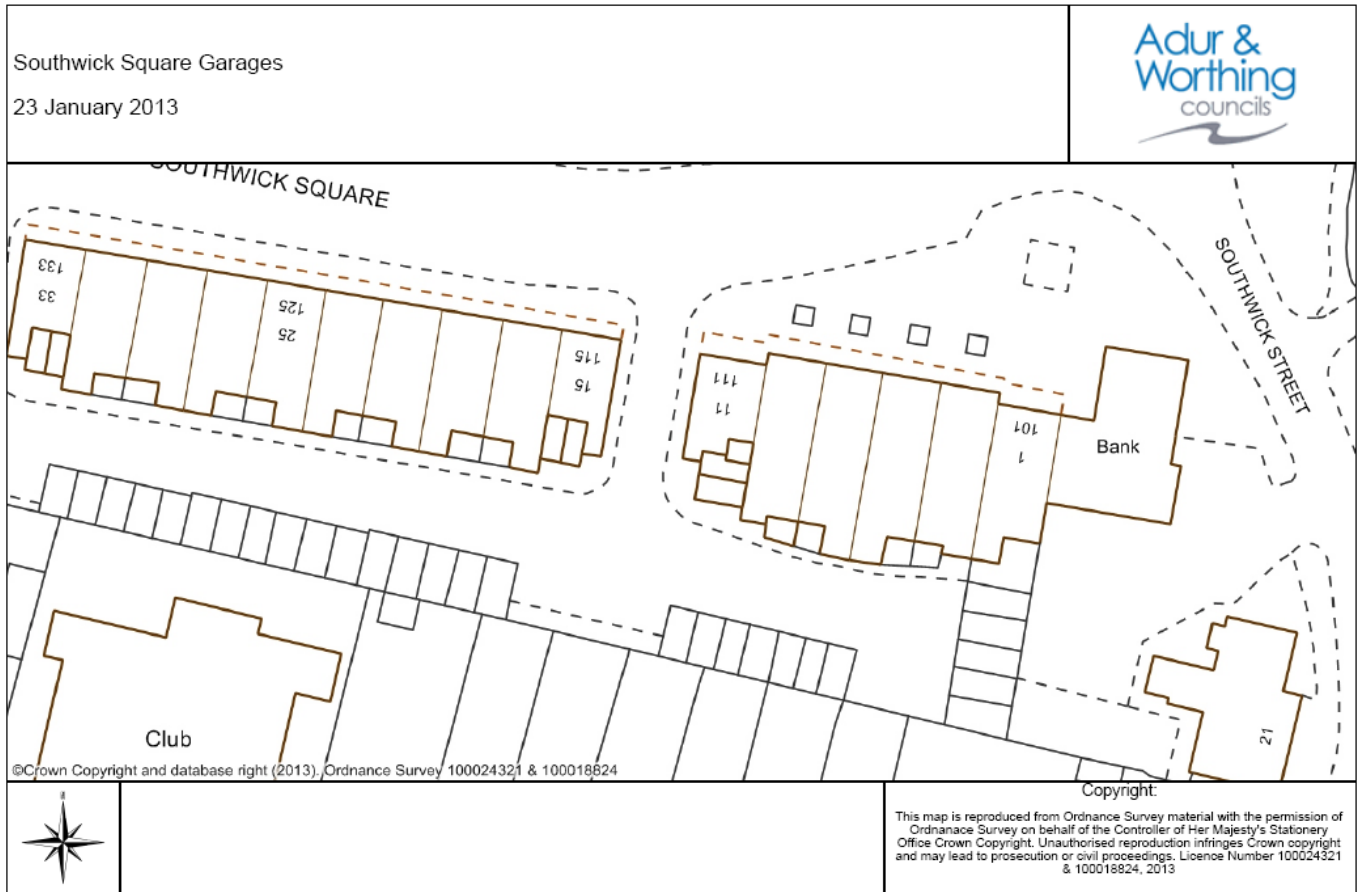 Southwick Square Garages
23 January 2013
Adur &
Worthing
councils
SOUTHWICK SQUARE
SOUTHWICK STREET
133
33
125
25
115
15
111
11
101
1
Bank
Club
21
©Crown Copyright and database right (2013). Ordnance Survey 100024321 & 100018824
N
Copyright:
This map is reproduced from Ordnance Survey material with the permission of
Ordnanace Survey on behalf of the Controller of Her Majesty's Stationery
Office Crown Copyright. Unauthorised reproduction infringes Crown copyright
and may lead to prosecution or civil proceedings. Licence Number 100024321
& 100018824, 2013